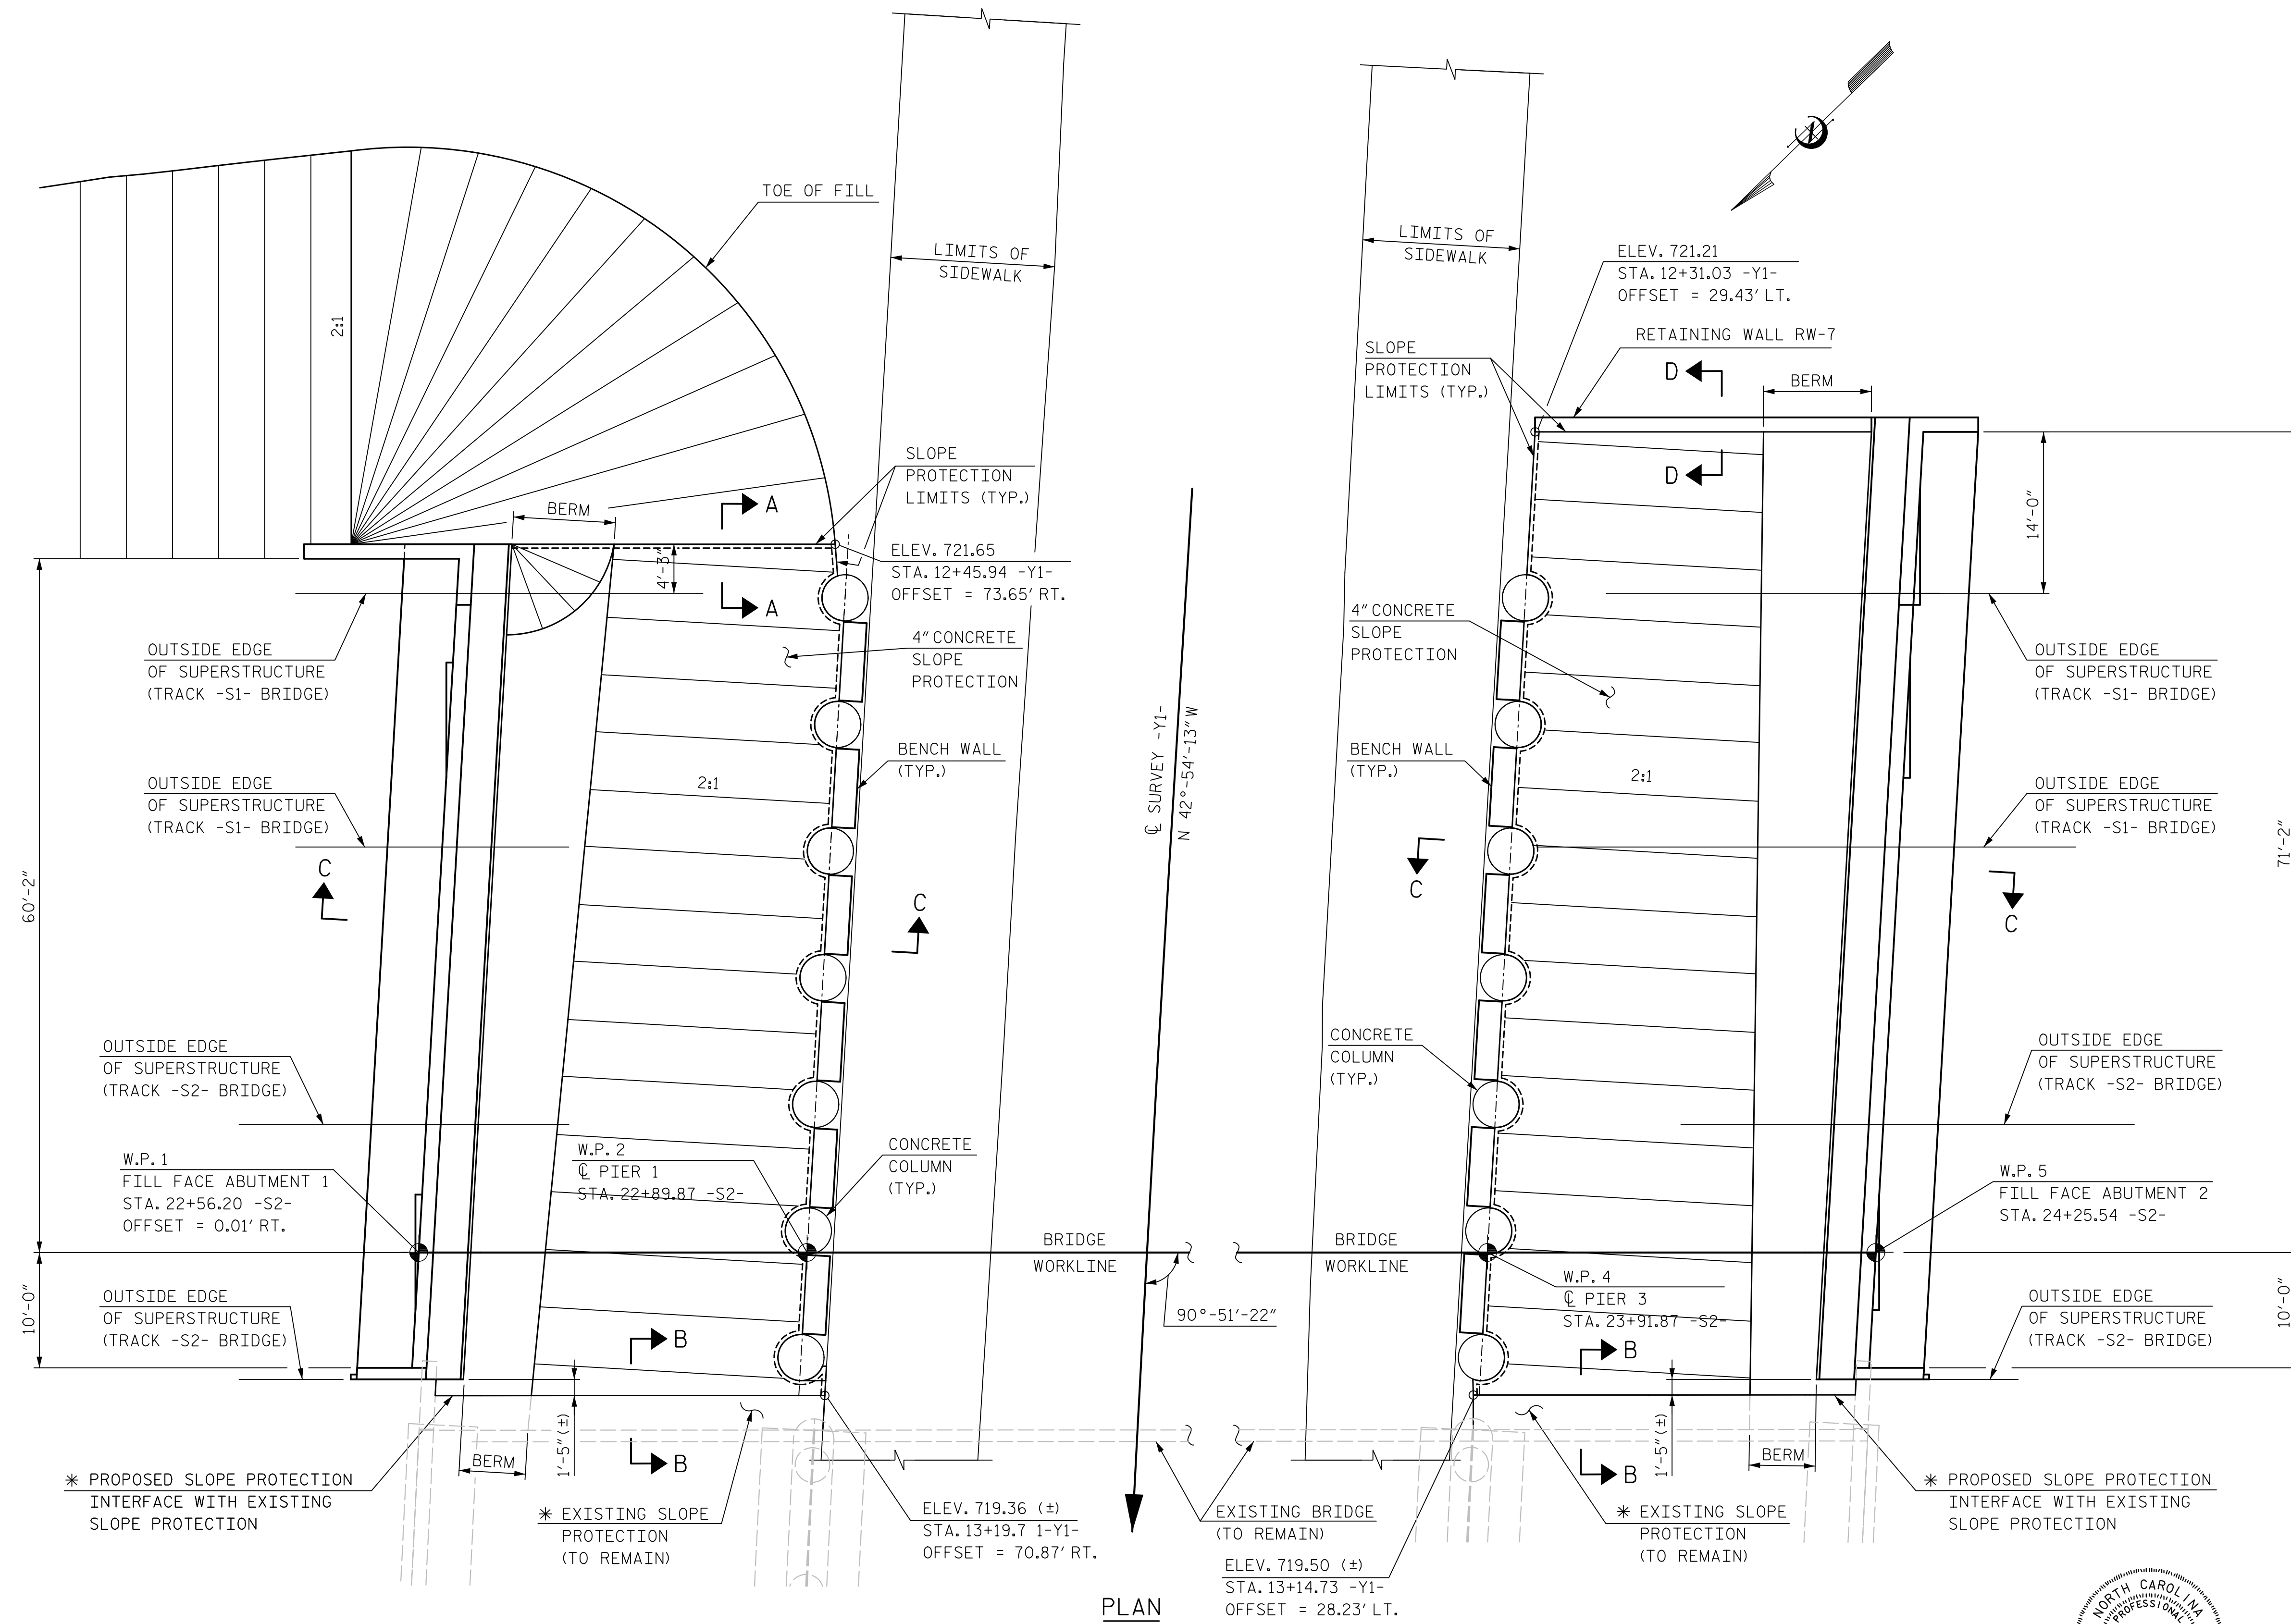 TOE OF FILL
LIMITS OF
SIDEWALK
2:1
SLOPE
PROTECTION
LIMITS (TYP.)
BERM
A
A
4'-3"
ELEV. 721.65
STA. 12+45.94 -Y1-
OFFSET = 73.65' RT.
OUTSIDE EDGE
OF SUPERSTRUCTURE
(TRACK -S1- BRIDGE)
4" CONCRETE
SLOPE
PROTECTION
BENCH WALL
(TYP.)
2:1
OUTSIDE EDGE
OF SUPERSTRUCTURE
(TRACK -S1- BRIDGE)
60'-2"
C
C
OUTSIDE EDGE
OF SUPERSTRUCTURE
(TRACK -S2- BRIDGE)
W.P. 1
FILL FACE ABUTMENT 1
STA. 22+56.20 -S2-
OFFSET = 0.01' RT.
W.P. 2
℄ PIER 1
STA. 22+89.87 -S2-
CONCRETE
COLUMN
(TYP.)
BRIDGE
WORKLINE
10'-0"
OUTSIDE EDGE
OF SUPERSTRUCTURE
(TRACK -S2- BRIDGE)
B
B
1'-5" (±)
BERM
* PROPOSED SLOPE PROTECTION
INTERFACE WITH EXISTING
SLOPE PROTECTION
* EXISTING SLOPE
PROTECTION
(TO REMAIN)
ELEV. 719.36 (±)
STA. 13+19.7 1-Y1-
OFFSET = 70.87' RT.
℄ SURVEY -Y1-
N 42°-54'-13" W
90°-51'-22"
EXISTING BRIDGE
(TO REMAIN)
LIMITS OF
SIDEWALK
ELEV. 721.21
STA. 12+31.03 -Y1-
OFFSET = 29.43' LT.
RETAINING WALL RW-7
SLOPE
PROTECTION
LIMITS (TYP.)
D
D
BERM
14'-0"
4" CONCRETE
SLOPE
PROTECTION
OUTSIDE EDGE
OF SUPERSTRUCTURE
(TRACK -S1- BRIDGE)
BENCH WALL
(TYP.)
2:1
OUTSIDE EDGE
OF SUPERSTRUCTURE
(TRACK -S1- BRIDGE)
71'-2"
C
C
CONCRETE
COLUMN
(TYP.)
OUTSIDE EDGE
OF SUPERSTRUCTURE
(TRACK -S2- BRIDGE)
W.P. 5
FILL FACE ABUTMENT 2
STA. 24+25.54 -S2-
BRIDGE
WORKLINE
W.P. 4
℄ PIER 3
STA. 23+91.87 -S2-
10'-0"
OUTSIDE EDGE
OF SUPERSTRUCTURE
(TRACK -S2- BRIDGE)
B
B
1'-5" (±)
BERM
* EXISTING SLOPE
PROTECTION
(TO REMAIN)
* PROPOSED SLOPE PROTECTION
INTERFACE WITH EXISTING
SLOPE PROTECTION
ELEV. 719.50 (±)
STA. 13+14.73 -Y1-
OFFSET = 28.23' LT.
PLAN
NORTH CAROLINA
PROFESSIONAL